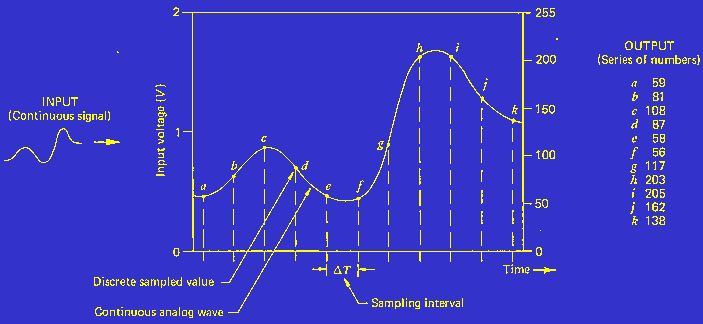 INPUT
(Continuous signal)
Input voltage (V)
2
1
0
255
200
150
100
50
0
a
b
c
d
e
f
g
h
i
j
k
ΔT
Time
Discrete sampled value
Continuous analog wave
Sampling interval
OUTPUT
(Series of numbers)
a 59
b 81
c 108
d 87
e 58
f 56
g 117
h 203
i 205
j 162
k 138